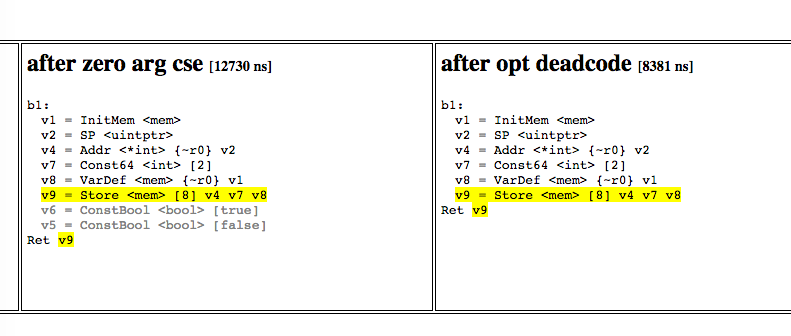 after zero arg cse [12730 ns]
b1:
v1 = InitMem <mem>
v2 = SP <uintptr>
v4 = Addr <*int> {~r0} v2
v7 = Const64 <int> [2]
v8 = VarDef <mem> {~r0} v1
v9 = Store <mem> [8] v4 v7 v8
v6 = ConstBool <bool> [true]
v5 = ConstBool <bool> [false]
Ret v9
after opt deadcode [8381 ns]
b1:
v1 = InitMem <mem>
v2 = SP <uintptr>
v4 = Addr <*int> {~r0} v2
v7 = Const64 <int> [2]
v8 = VarDef <mem> {~r0} v1
v9 = Store <mem> [8] v4 v7 v8
Ret v9